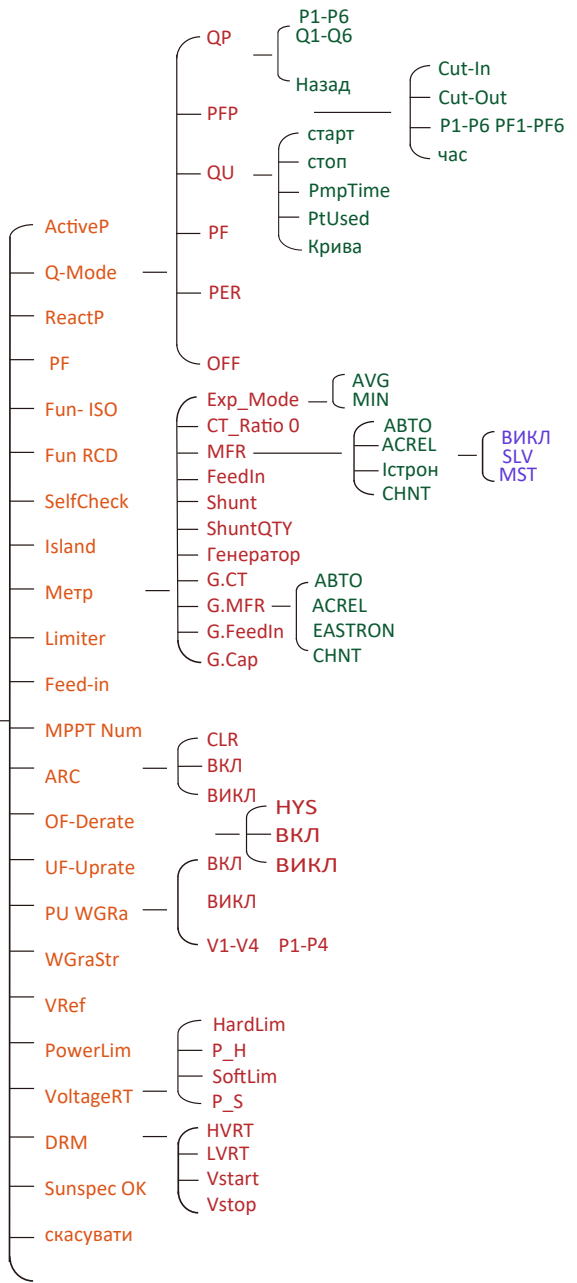 P1-P6
Q1-Q6
QP
Назад
Cut-In
Cut-Out
PFP
P1-P6 PF1-PF6
час
старт
стоп
QU
PmpTime
PtUsed
PF
Крива
ActiveP
Q-Mode
PER
ReactP
PF
OFF
Fun- ISO
Fun RCD
SelfCheck
Island
Метр
Limiter
Feed-in
MPPT Num
ARC
OF-Derate
UF-Uprate
PU WGRa
WGraStr
VRef
PowerLim
VoltageRT
DRM
Sunspec OK
скасувати
Exp_Mode
AVG
MIN
CT_Ratio 0
MFR
АВТО
ACREL
Істрон
CHNT
ВИКЛ
SLV
MST
FeedIn
Shunt
ShuntQTY
Генератор
G.CT
G.MFR
G.FeedIn
G.Cap
АВТО
ACREL
EASTRON
CHNT
CLR
ВКЛ
ВИКЛ
HYS
ВКЛ
ВИКЛ
ВКЛ
ВИКЛ
V1-V4 P1-P4
HardLim
P_H
SoftLim
P_S
HVRT
LVRT
Vstart
Vstop